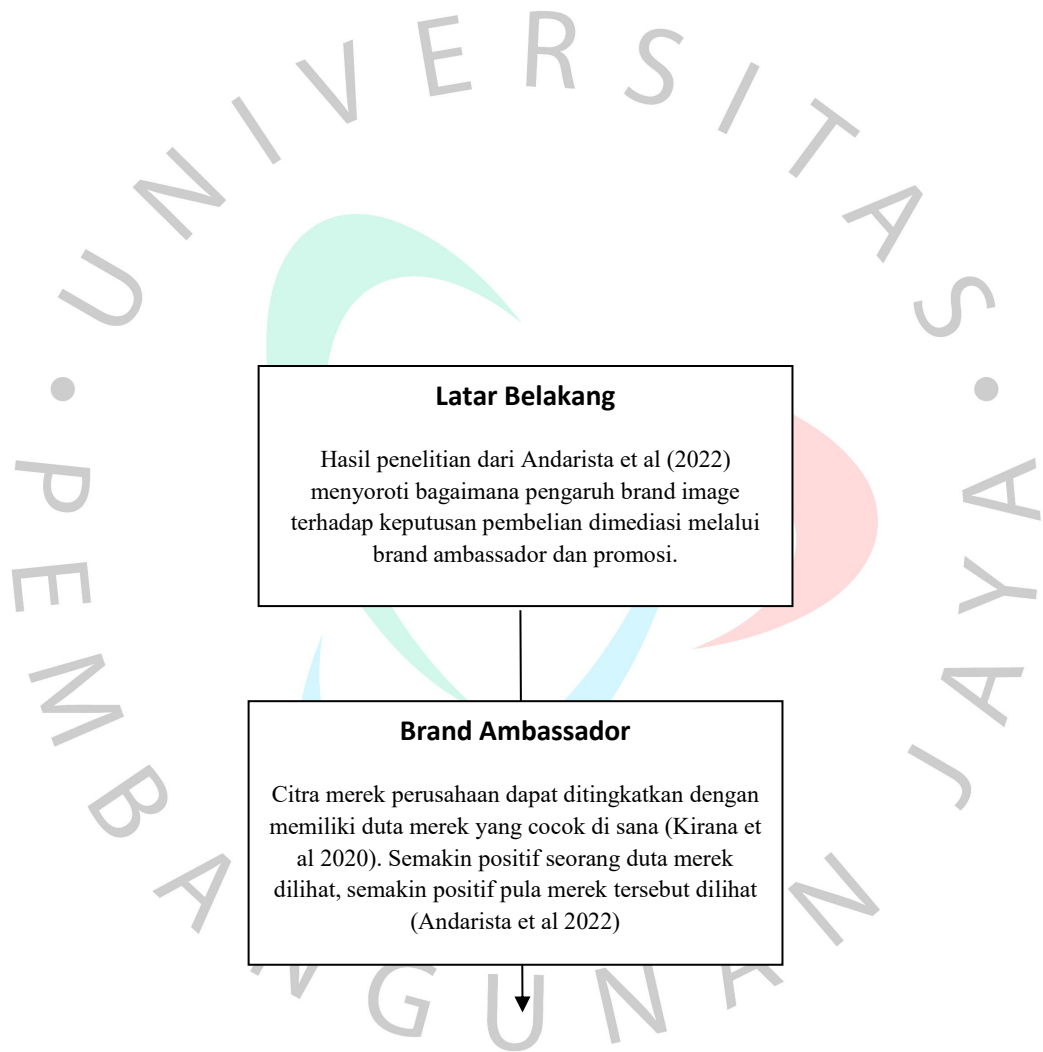 UNIVERSITAS
PEMBANGUNAN JAYA
Latar Belakang
Hasil penelitian dari Andarista et al (2022)
menyoroti bagaimana pengaruh brand image
terhadap keputusan pembelian dimediasi melalui
brand ambassador dan promosi.
Brand Ambassador
Citra merek perusahaan dapat ditingkatkan dengan
memiliki duta merek yang cocok di sana (Kirana et
al 2020). Semakin positif seorang duta merek
dilihat, semakin positif pula merek tersebut dilihat
(Andarista et al 2022)